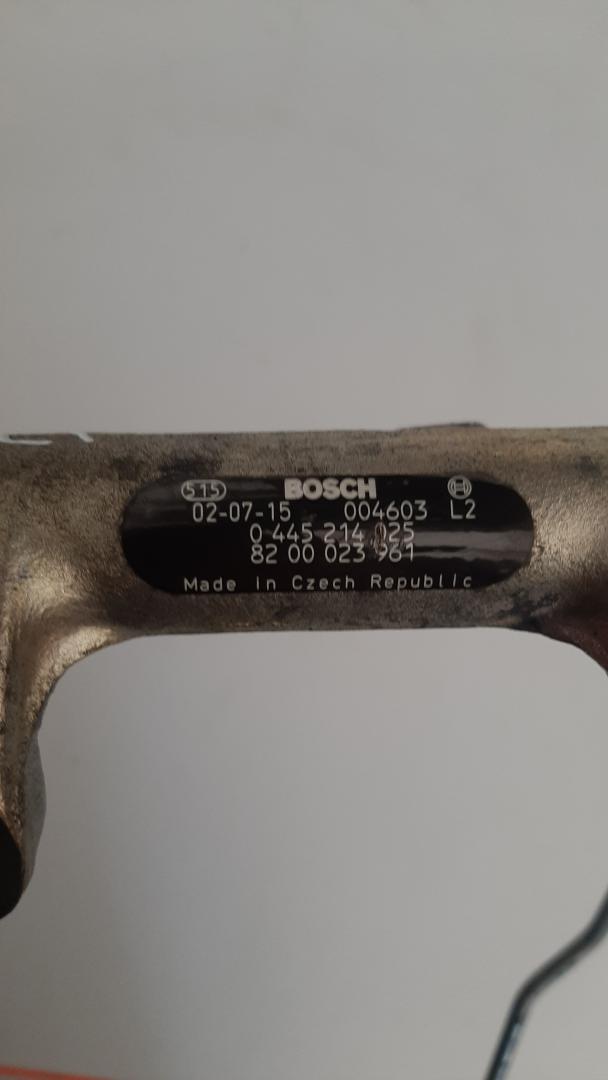 515 BOSCH
02-07-15 004603 L2
0 445 214 025
82 00 023 961
Made in Czech Republic